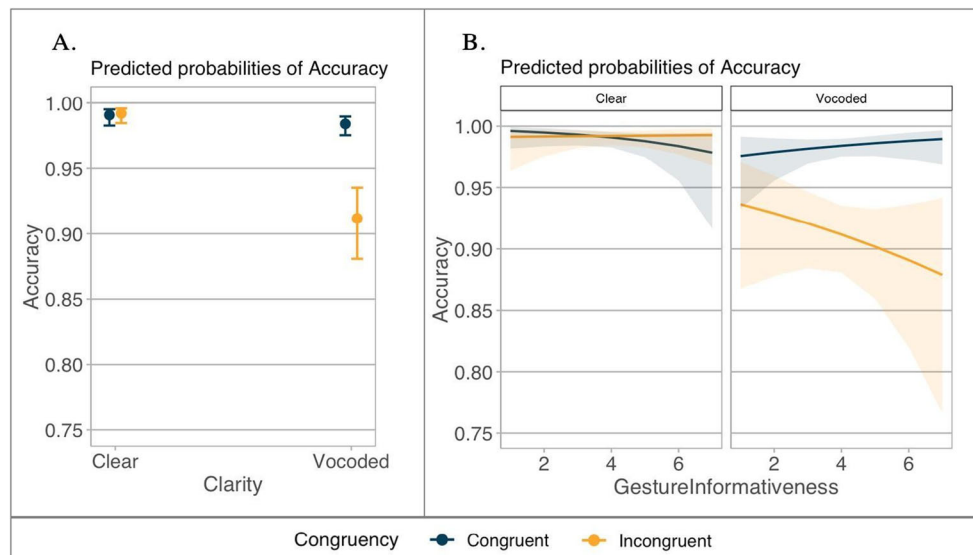 A.
Predicted probabilities of Accuracy
1.00
0.95
0.90
0.85
0.80
0.75
Accuracy
Clear Vocoded
Clarity
B.
Predicted probabilities of Accuracy
Clear Vocoded
1.00
0.95
0.90
0.85
0.80
0.75
Accuracy
2 4 6 2 4 6
GestureInformativeness
Congruency Congruent Incongruent